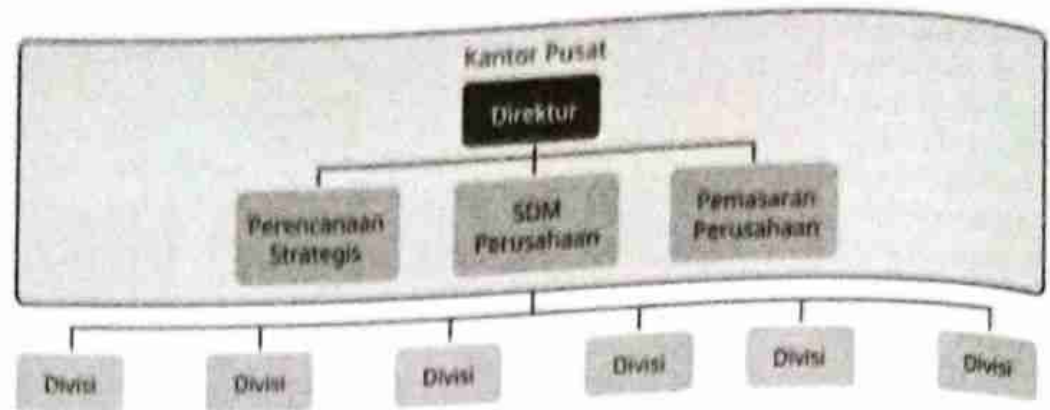 Kantor Pusat
Direktur
Perencanaan
Strategis
SDM
Perusahaan
Pemasaran
Perusahaan
Divisi
Divisi
Divisi
Divisi
Divisi
Divisi